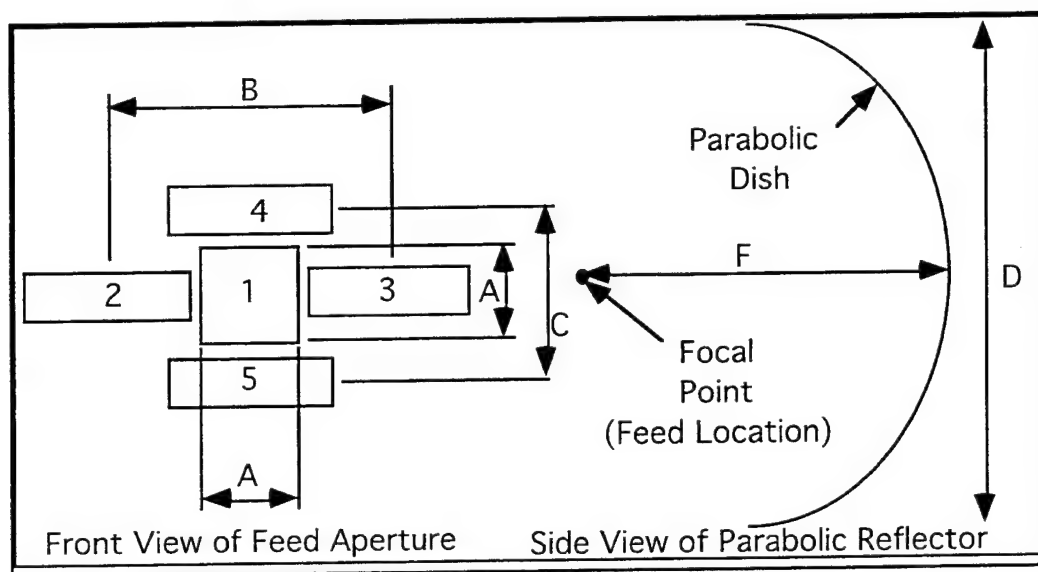 B
4
2
1
3
A
C
5
A
Front View of Feed Aperture
Parabolic
Dish
F
D
Focal
Point
(Feed Location)
Side View of Parabolic Reflector